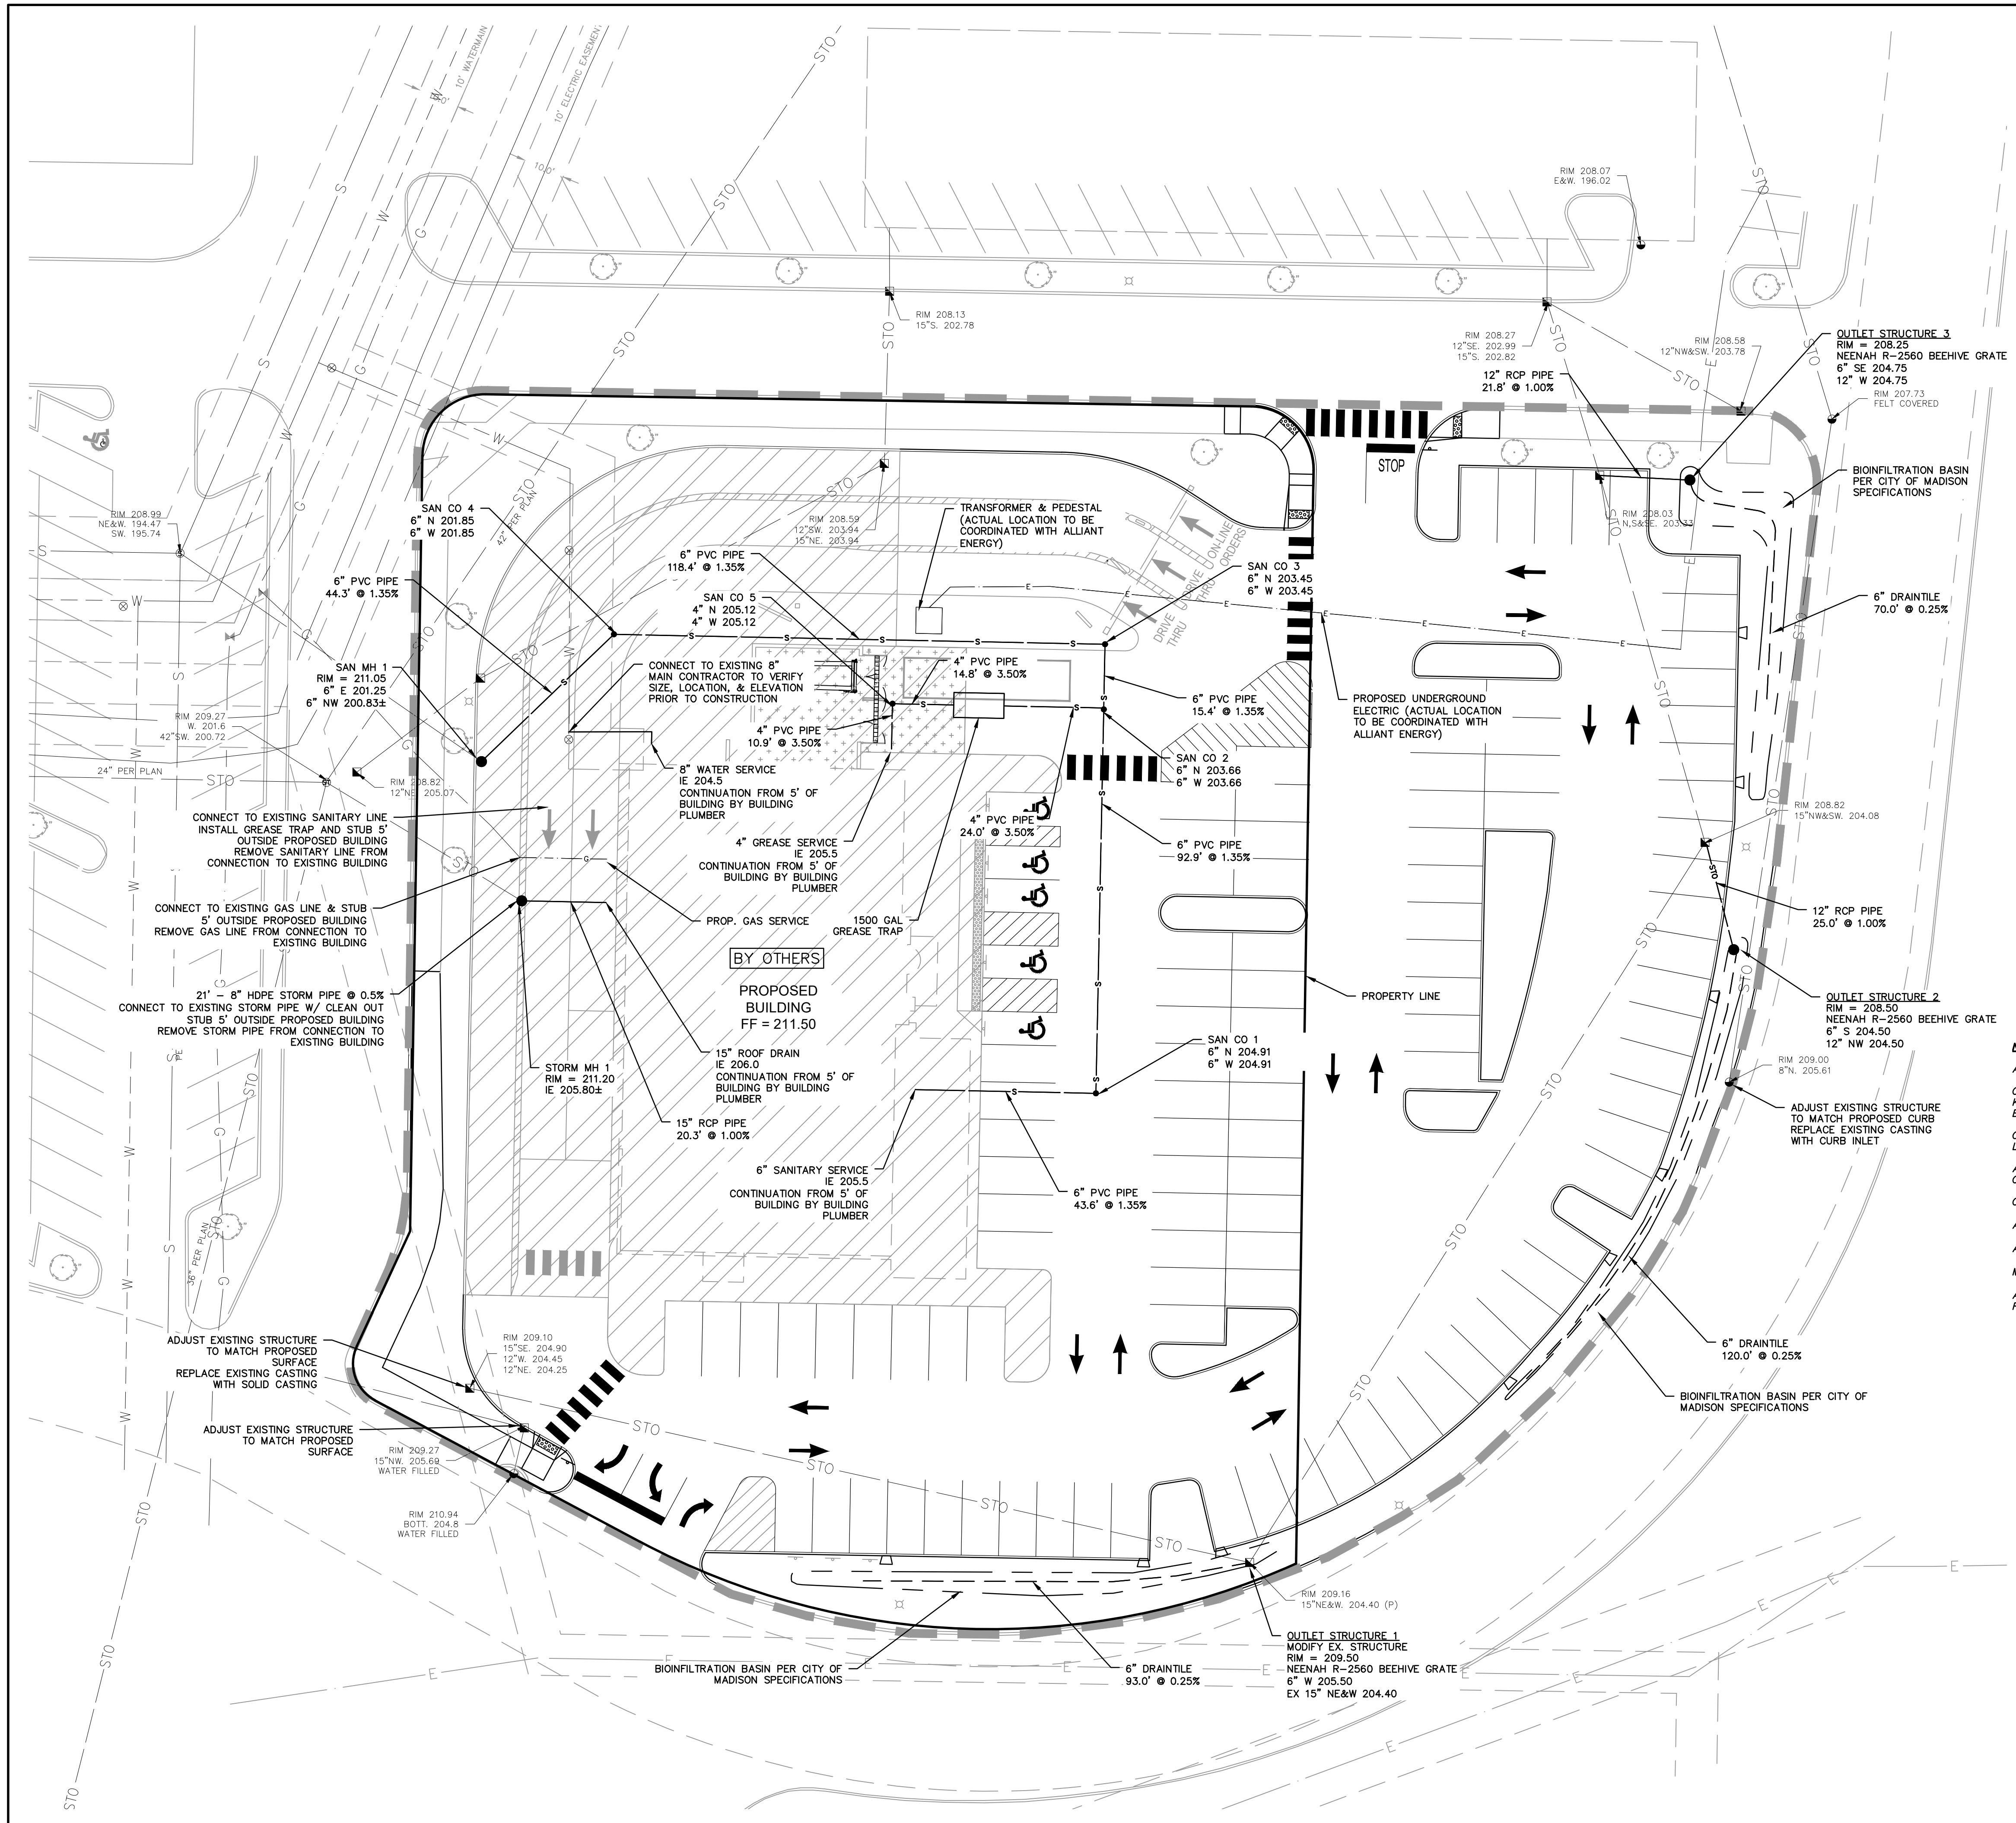 10' WATERMAIN
10' ELECTRIC EASEMENT
10.0'
RIM 208.07
E&W. 196.02
RIM 208.13
15"S. 202.78
RIM 208.27
12"SE. 202.99
15"S. 202.82
RIM 208.58
12"NW&SW. 203.78
OUTLET STRUCTURE 3
RIM = 208.25
NEENAH R-2560 BEEHIVE GRATE
6" SE 204.75
12" W 204.75
12" RCP PIPE
21.8' @ 1.00%
RIM 207.73
FELT COVERED
STOP
BIOINFILTRATION BASIN
PER CITY OF MADISON
SPECIFICATIONS
RIM 208.99
NE&W. 194.47
SW. 195.74
SAN CO 4
6" N 201.85
6" W 201.85
42" PER PLAN
RIM 208.59
12"SW. 203.94
15"NE. 203.94
TRANSFORMER & PEDESTAL
(ACTUAL LOCATION TO BE
COORDINATED WITH ALLIANT
ENERGY)
RIM 208.03
N,S&SE. 203.33
6" PVC PIPE
118.4' @ 1.35%
DRIVE
THRU
DRIVE
THRU
ON-LINE
ORDERS
SAN CO 3
6" N 203.45
6" W 203.45
6" PVC PIPE
44.3' @ 1.35%
SAN CO 5
4" N 205.12
4" W 205.12
6" DRAINTILE
70.0' @ 0.25%
SAN MH 1
RIM = 211.05
6" E 201.25
6" NW 200.83±
CONNECT TO EXISTING 8"
MAIN CONTRACTOR TO VERIFY
SIZE, LOCATION, & ELEVATION
PRIOR TO CONSTRUCTION
4" PVC PIPE
14.8' @ 3.50%
6" PVC PIPE
15.4' @ 1.35%
PROPOSED UNDERGROUND
ELECTRIC (ACTUAL LOCATION
TO BE COORDINATED WITH
ALLIANT ENERGY)
RIM 209.27
W. 201.6
42"SW. 200.72
4" PVC PIPE
10.9' @ 3.50%
24" PER PLAN
RIM 208.82
12"NE. 205.07
8" WATER SERVICE
IE 204.5
CONTINUATION FROM 5' OF
BUILDING BY BUILDING
PLUMBER
SAN CO 2
6" N 203.66
6" W 203.66
RIM 208.82
15"NW&SW. 204.08
CONNECT TO EXISTING SANITARY LINE
INSTALL GREASE TRAP AND STUB 5'
OUTSIDE PROPOSED BUILDING
REMOVE SANITARY LINE FROM
CONNECTION TO EXISTING BUILDING
4" PVC PIPE
24.0' @ 3.50%
4" GREASE SERVICE
IE 205.5
CONTINUATION FROM 5' OF
BUILDING BY BUILDING
PLUMBER
6" PVC PIPE
92.9' @ 1.35%
CONNECT TO EXISTING GAS LINE & STUB
5' OUTSIDE PROPOSED BUILDING
REMOVE GAS LINE FROM CONNECTION TO
EXISTING BUILDING
PROP. GAS SERVICE
1500 GAL
GREASE TRAP
12" RCP PIPE
25.0' @ 1.00%
BY OTHERS
PROPOSED
BUILDING
FF = 211.50
21' - 8" HDPE STORM PIPE @ 0.5%
CONNECT TO EXISTING STORM PIPE W/ CLEAN OUT
STUB 5' OUTSIDE PROPOSED BUILDING
REMOVE STORM PIPE FROM CONNECTION TO
EXISTING BUILDING
PROPERTY LINE
OUTLET STRUCTURE 2
RIM = 208.50
NEENAH R-2560 BEEHIVE GRATE
6" S 204.50
12" NW 204.50
STORM MH 1
RIM = 211.20
IE 205.80±
15" ROOF DRAIN
IE 206.0
CONTINUATION FROM 5' OF
BUILDING BY BUILDING
PLUMBER
SAN CO 1
6" N 204.91
6" W 204.91
RIM 209.00
8"N. 205.61
ADJUST EXISTING STRUCTURE
TO MATCH PROPOSED CURB
REPLACE EXISTING CASTING
WITH CURB INLET
15" RCP PIPE
20.3' @ 1.00%
6" SANITARY SERVICE
IE 205.5
CONTINUATION FROM 5' OF
BUILDING BY BUILDING
PLUMBER
6" PVC PIPE
43.6' @ 1.35%
36" PER PLAN
ADJUST EXISTING STRUCTURE
TO MATCH PROPOSED
SURFACE
REPLACE EXISTING CASTING
WITH SOLID CASTING
RIM 209.10
15"SE. 204.90
12"W. 204.45
12"NE. 204.25
6" DRAINTILE
120.0' @ 0.25%
BIOINFILTRATION BASIN PER CITY OF
MADISON SPECIFICATIONS
ADJUST EXISTING STRUCTURE
TO MATCH PROPOSED
SURFACE
RIM 209.27
15"NW. 205.69
WATER FILLED
RIM 210.94
BOTT. 204.8
WATER FILLED
RIM 209.16
15"NE&W. 204.40 (P)
OUTLET STRUCTURE 1
MODIFY EX. STRUCTURE
RIM = 209.50
NEENAH R-2560 BEEHIVE GRATE
6" W 205.50
EX 15" NE&W 204.40
BIOINFILTRATION BASIN PER CITY OF
MADISON SPECIFICATIONS
6" DRAINTILE
93.0' @ 0.25%